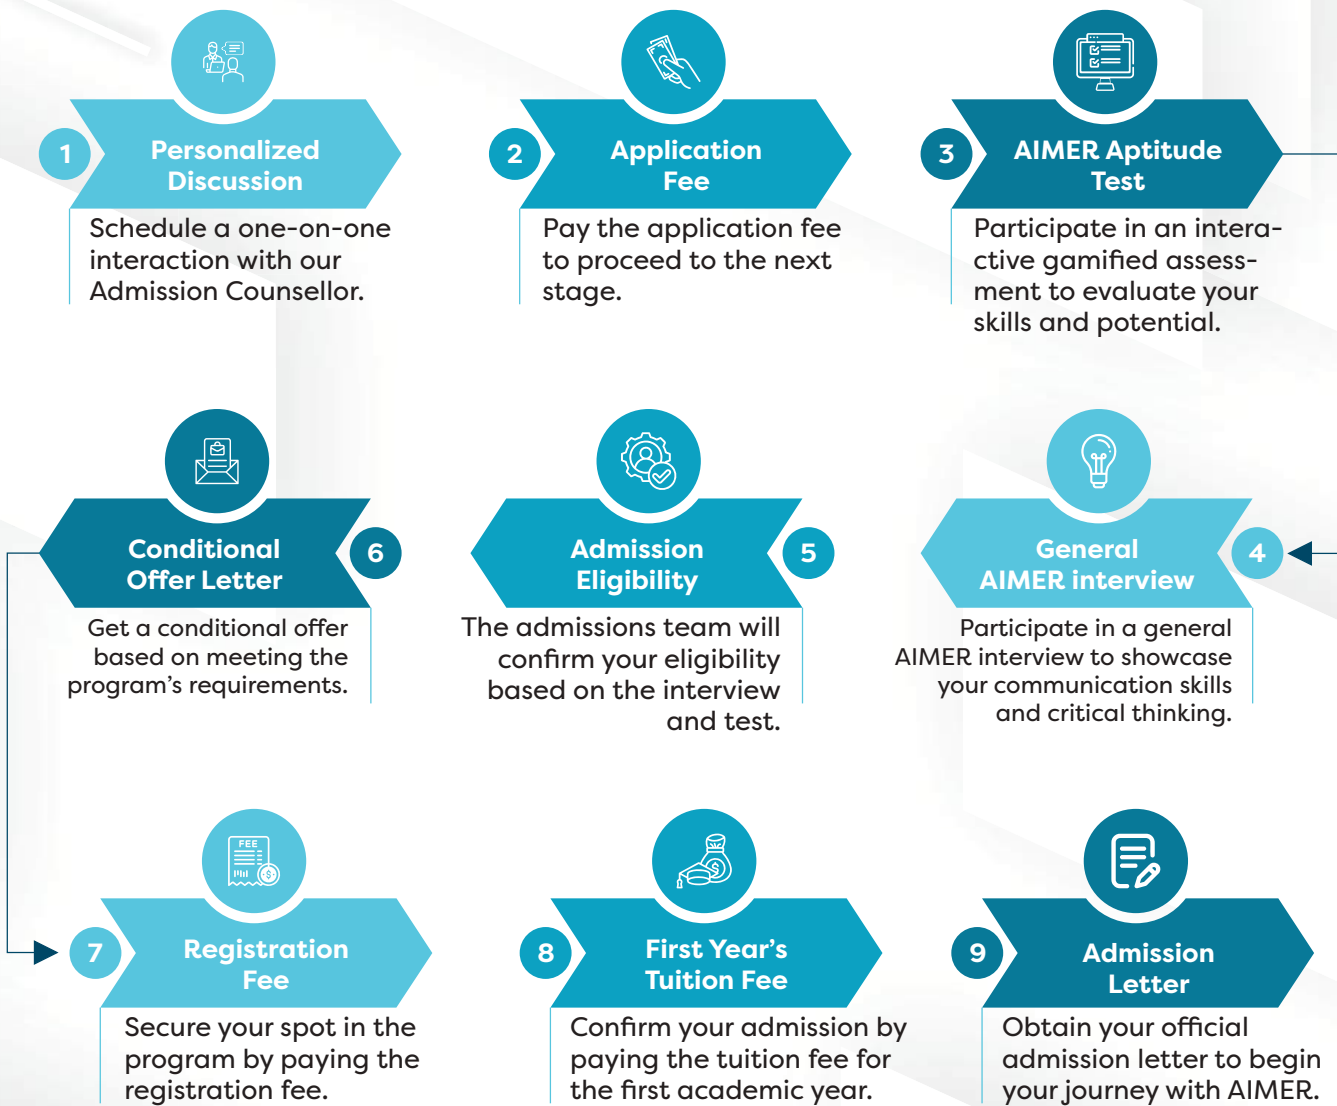 1
Personalized
Discussion
Schedule a one-on-one
interaction with our
Admission Counsellor.
2
Application
Fee
Pay the application fee
to proceed to the next
stage.
3
AIMER Aptitude
Test
Participate in an intera-
ctive gamified assess-
ment to evaluate your
skills and potential.
4
General
AIMER interview
Participate in a general
AIMER interview to showcase
your communication skills
and critical thinking.
5
Admission
Eligibility
The admissions team will
confirm your eligibility
based on the interview
and test.
6
Conditional
Offer Letter
Get a conditional offer
based on meeting the
program’s requirements.
FEE
7
Registration
Fee
Secure your spot in the
program by paying the
registration fee.
8
First Year’s
Tuition Fee
Confirm your admission by
paying the tuition fee for
the first academic year.
9
Admission
Letter
Obtain your official
admission letter to begin
your journey with AIMER.